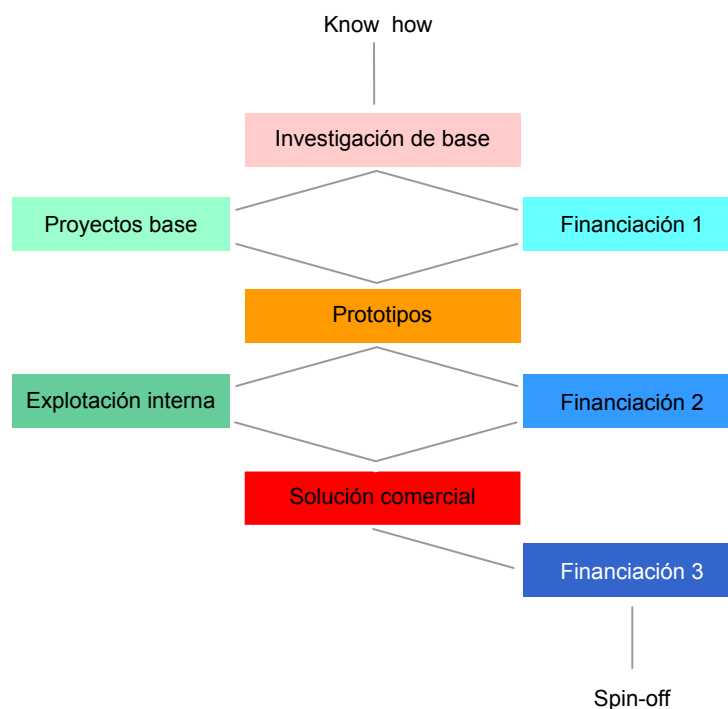 Know how
Investigación de base
Proyectos base
Financiación 1
Prototipos
Explotación interna
Financiación 2
Solución comercial
Financiación 3
Spin-off